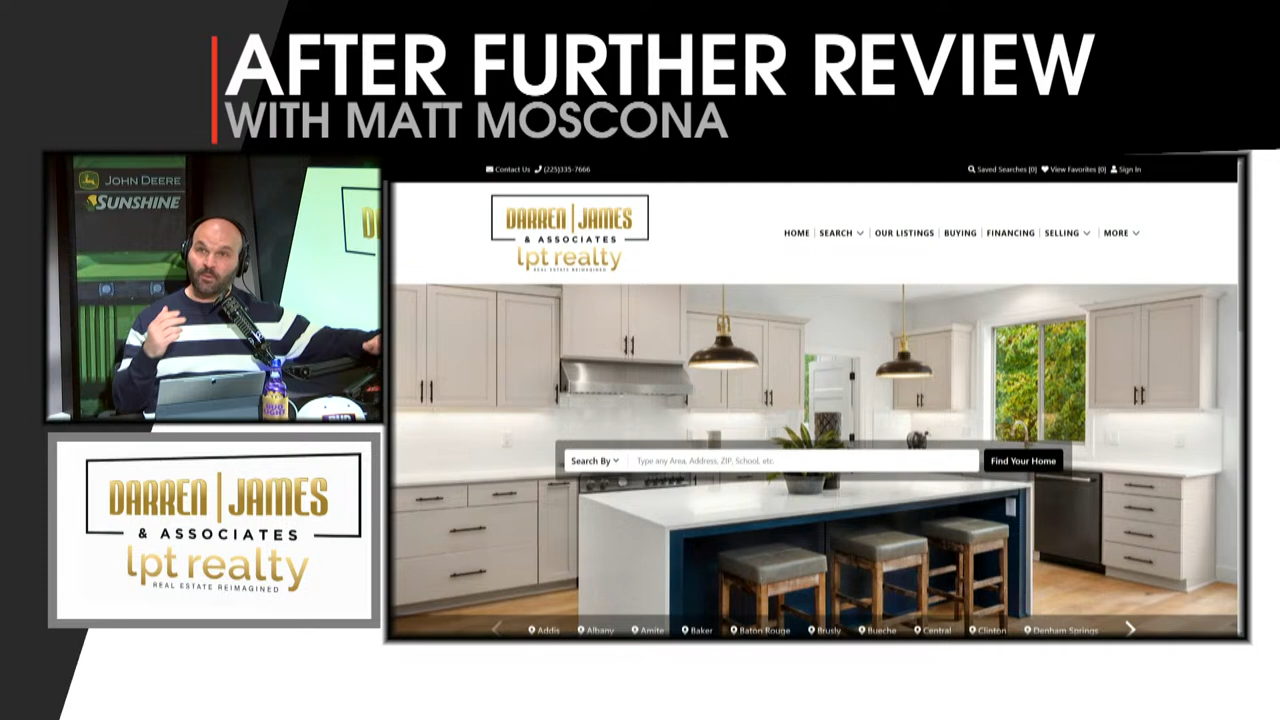 AFTER FURTHER REVIEW
WITH MATT MOSCONA
JOHN DEERE
SUNSHINE
Contact Us (225)335-7666
Saved Searches [0] View Favorites [0] Sign In
DARREN|JAMES
& ASSOCIATES
lpt realty
REAL ESTATE REIMAGINED
HOME SEARCH OUR LISTINGS BUYING FINANCING SELLING MORE
Search By Type any Area, Address, ZIP, School, etc. Find Your Home
Addis Albany Amite Baker Baton Rouge Brusly Bueche Central Clinton Denham Springs
DARREN|JAMES
& ASSOCIATES
lpt realty
REAL ESTATE REIMAGINED